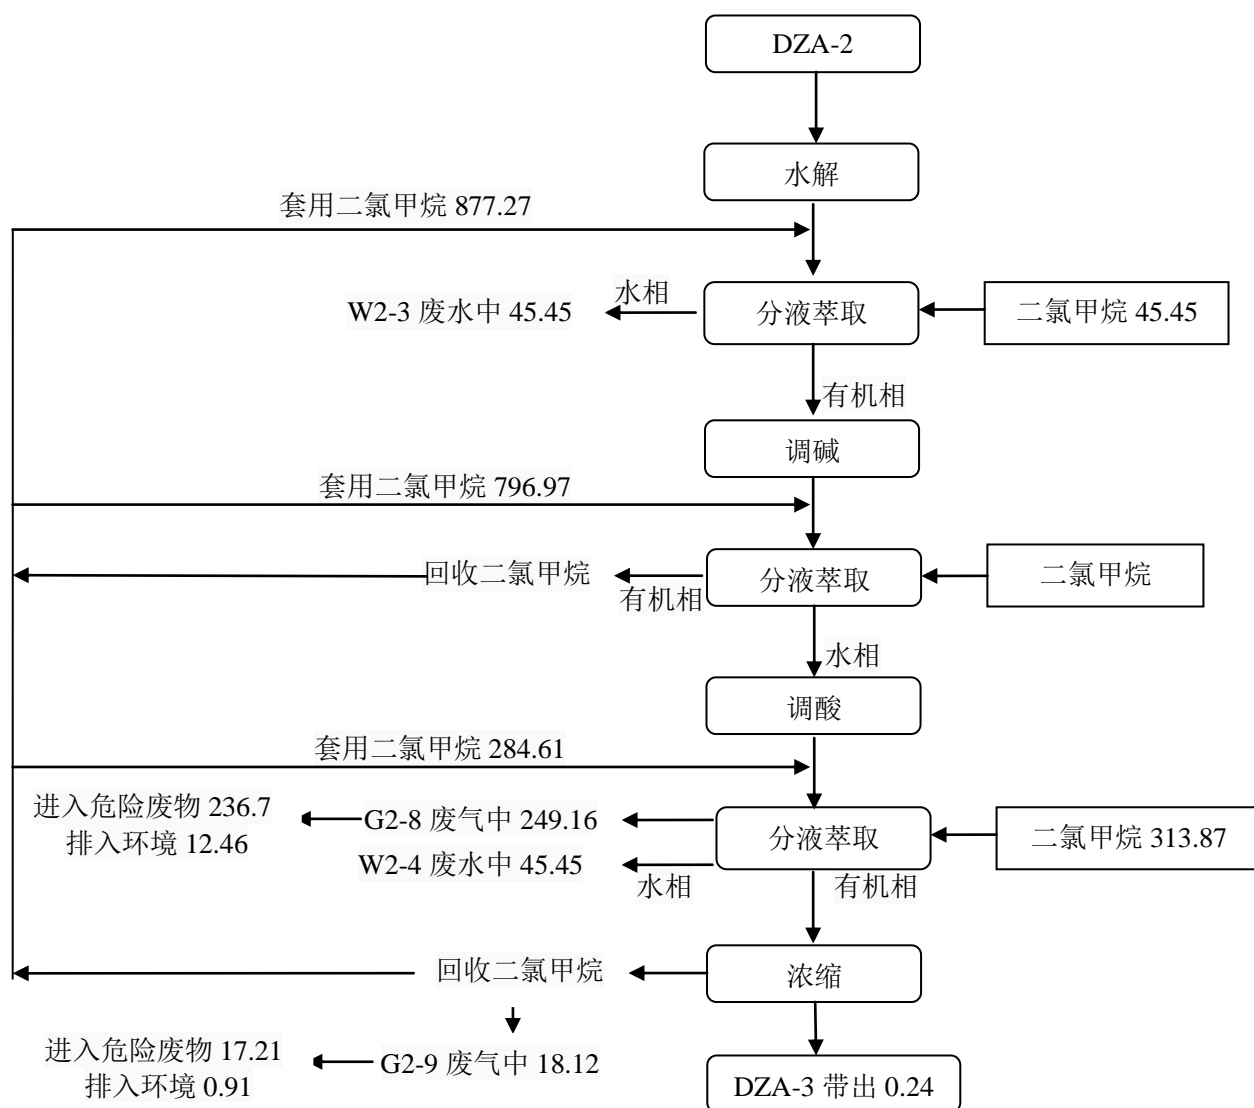 DZA-2
水解
套用二氯甲烷 877.27
W2-3 废水中 45.45
水相
分液萃取
二氯甲烷 45.45
有机相
调碱
套用二氯甲烷 796.97
回收二氯甲烷
有机相
分液萃取
二氯甲烷
水相
调酸
套用二氯甲烷 284.61
进入危险废物 236.7
排入环境 12.46
G2-8 废气中 249.16
分液萃取
二氯甲烷 313.87
W2-4 废水中 45.45
水相
有机相
回收二氯甲烷
浓缩
进入危险废物 17.21
排入环境 0.91
G2-9 废气中 18.12
DZA-3 带出 0.24